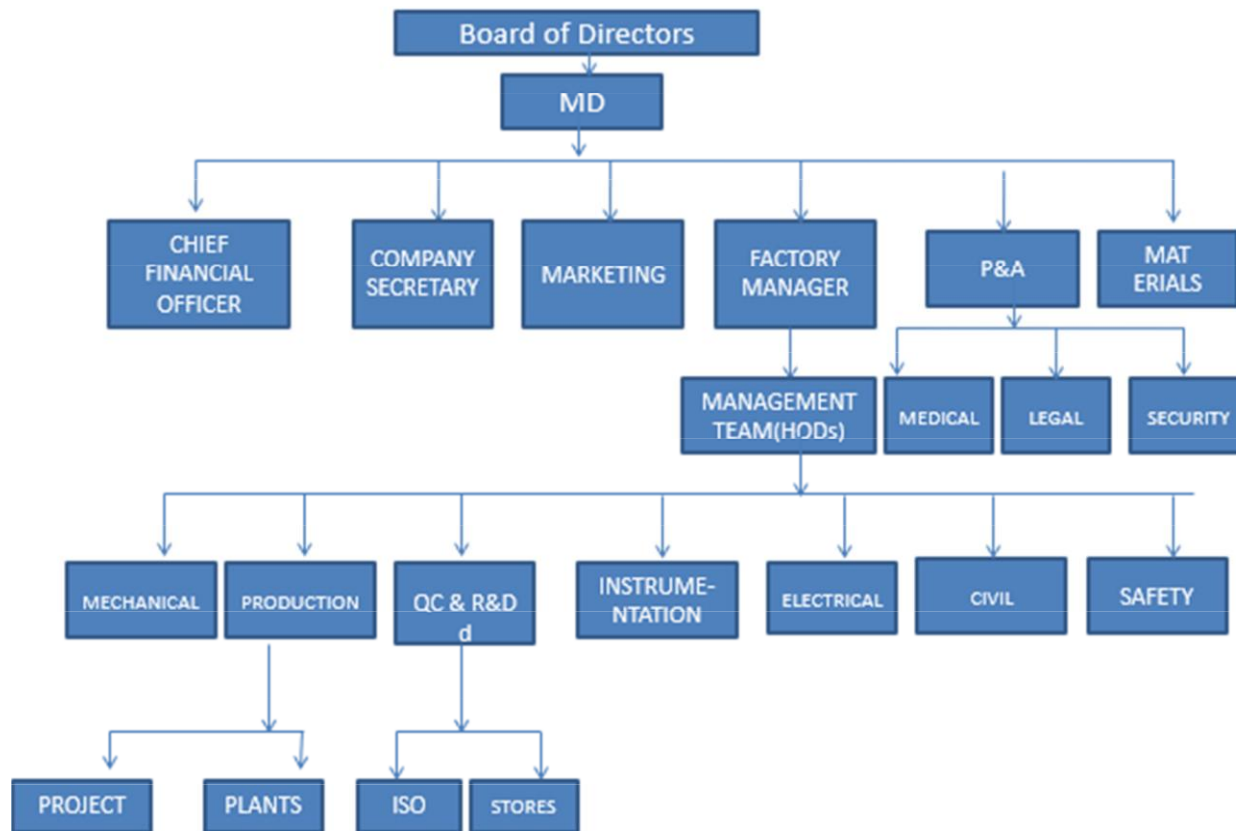 Board of Directors
MD
CHIEF
FINANCIAL
OFFICER
COMPANY
SECRETARY
MARKETING
FACTORY
MANAGER
P&A
MAT
ERIALS
MANAGEMENT
TEAM(HODs)
MEDICAL
LEGAL
SECURITY
MECHANICAL
PRODUCTION
QC & R&D
d
INSTRUME-
NTATION
ELECTRICAL
CIVIL
SAFETY
PROJECT
PLANTS
ISO
STORES